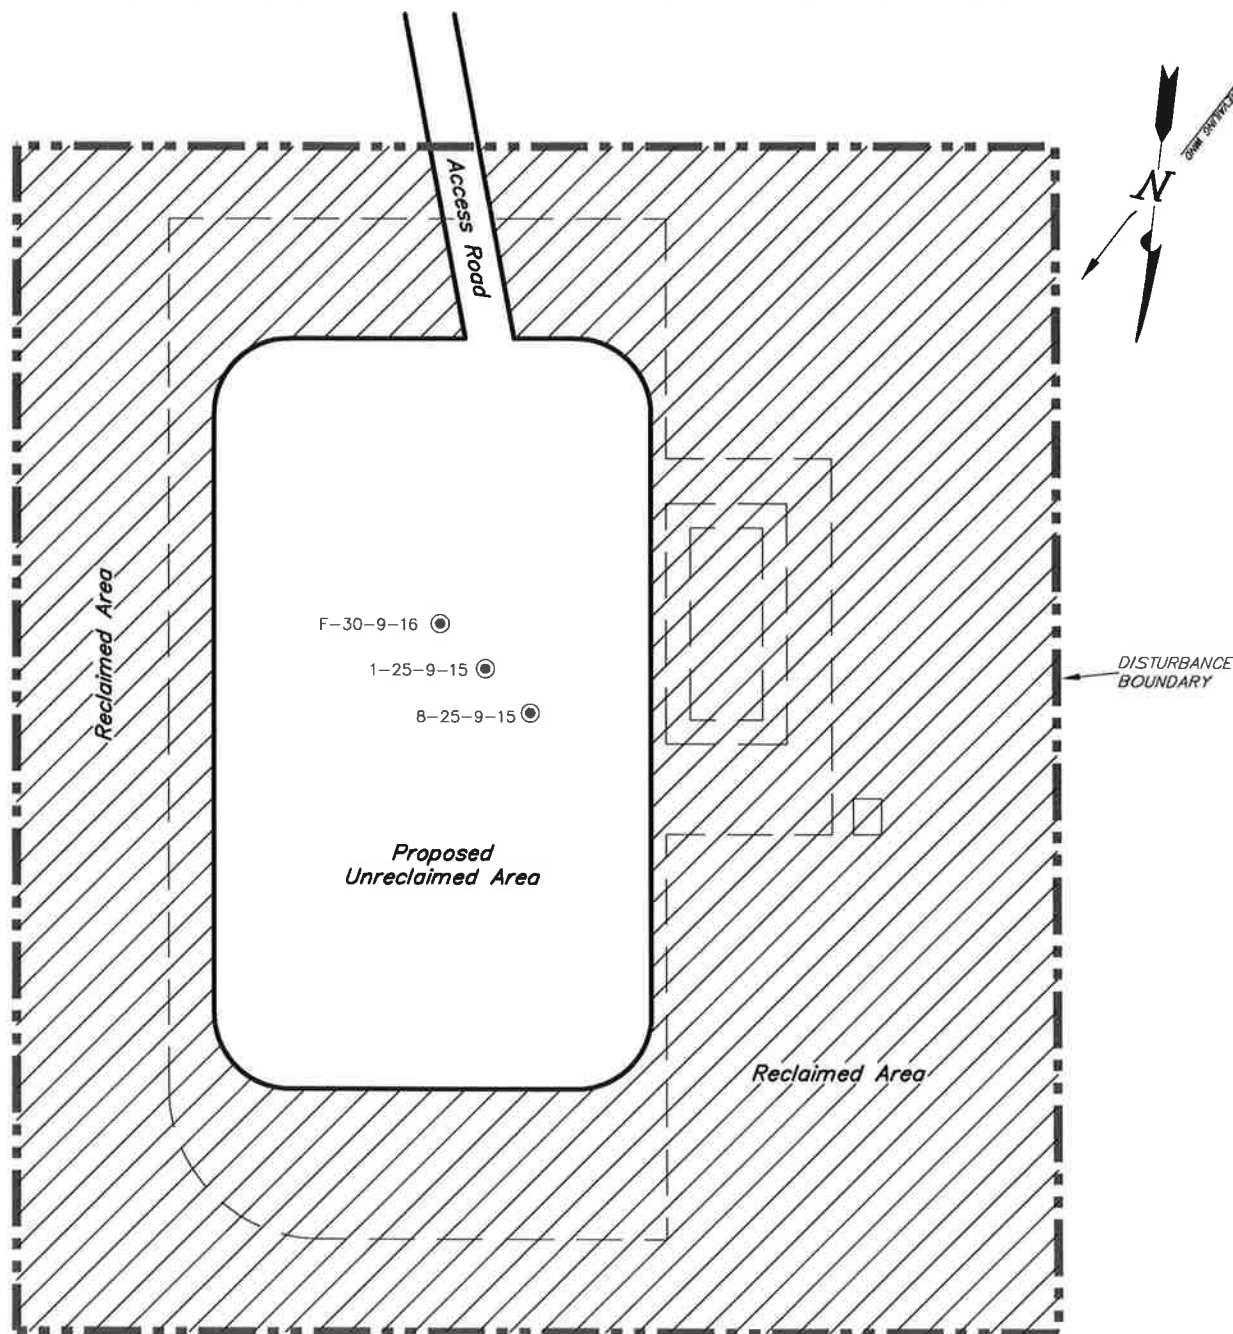 Access Road
WIND
N
Reclaimed Area
F-30-9-16
1-25-9-15
8-25-9-15
DISTURBANCE
BOUNDARY
Proposed
Unreclaimed Area
Reclaimed Area